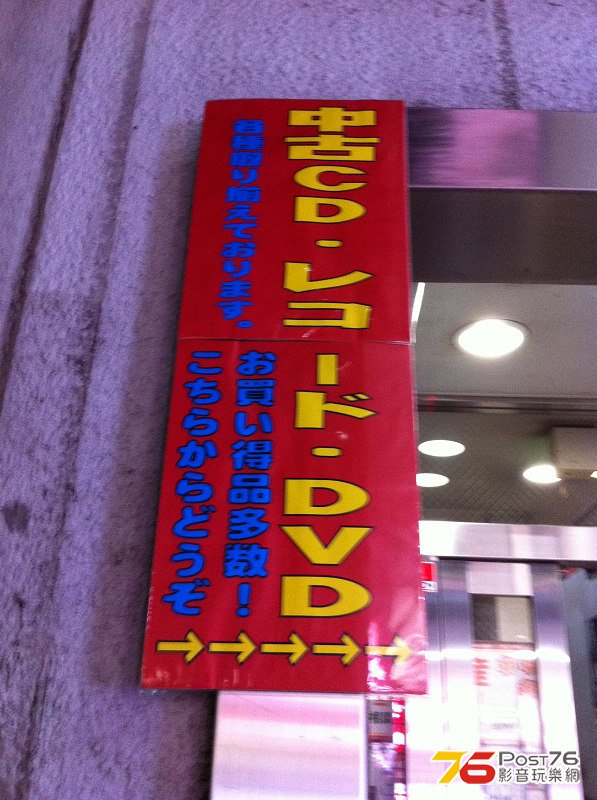 中古CD・レコード・DVD
各種取り揃えております。
お買い得品多数！
こちらからどうぞ
→→→→→
76 POST76
影音玩樂網